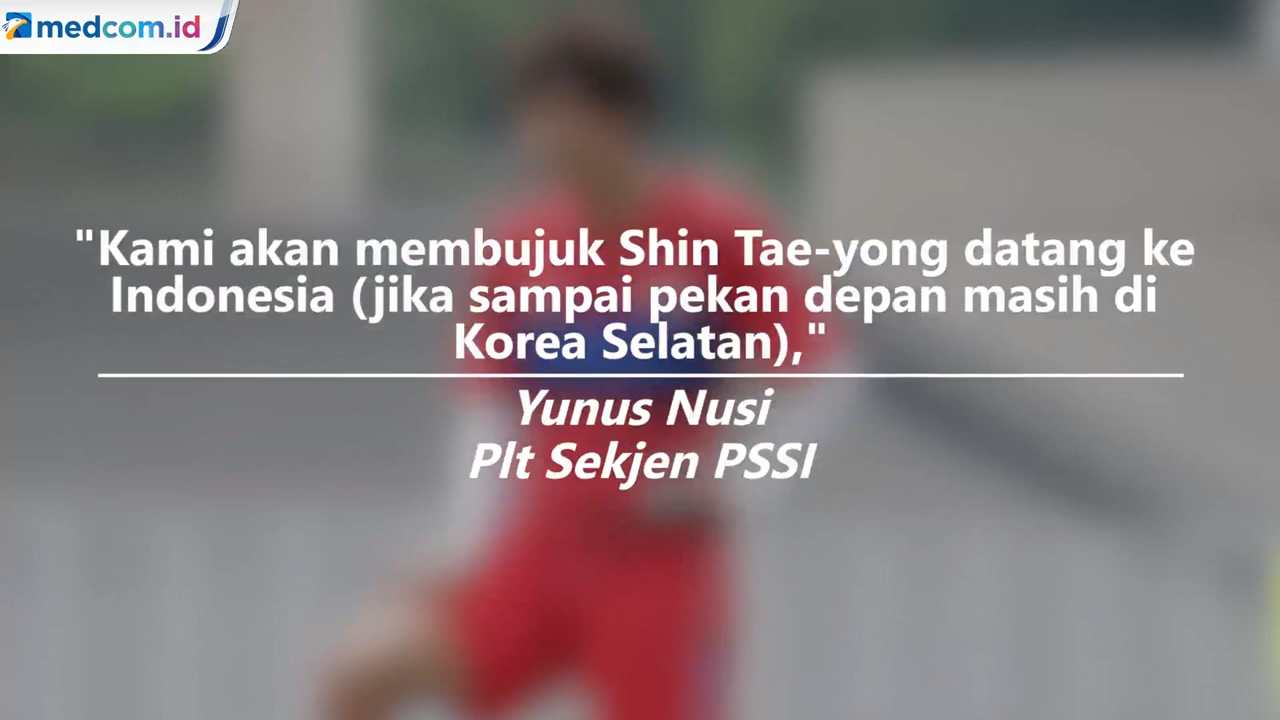 medcom.id
"Kami akan membujuk Shin Tae-yong datang ke
Indonesia (jika sampai pekan depan masih di
Korea Selatan),"
Yunus Nusi
Plt Sekjen PSSI